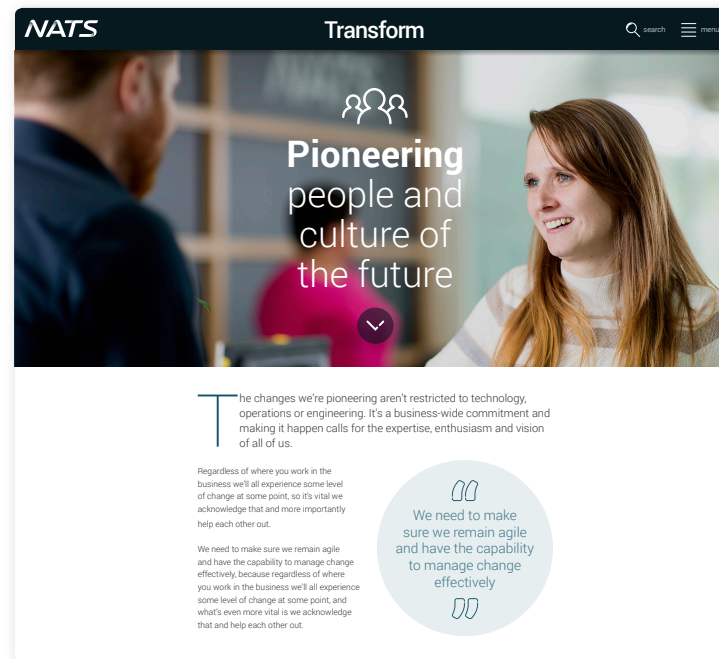 NATS
Transform
search
menu
Pioneering
people and
culture of
the future
The changes we're pioneering aren't restricted to technology,
operations or engineering. It's a business-wide commitment and
making it happen calls for the expertise, enthusiasm and vision
of all of us.
Regardless of where you work in the
business we'll all experience some level
of change at some point, so it's vital we
acknowledge that and more importantly
help each other out.
We need to make sure we remain agile
and have the capability to manage change
effectively, because regardless of where
you work in the business we'll all experience
some level of change at some point, and
what's even more vital is we acknowledge
that and help each other out.
We need to make
sure we remain agile
and have the capability
to manage change
effectively